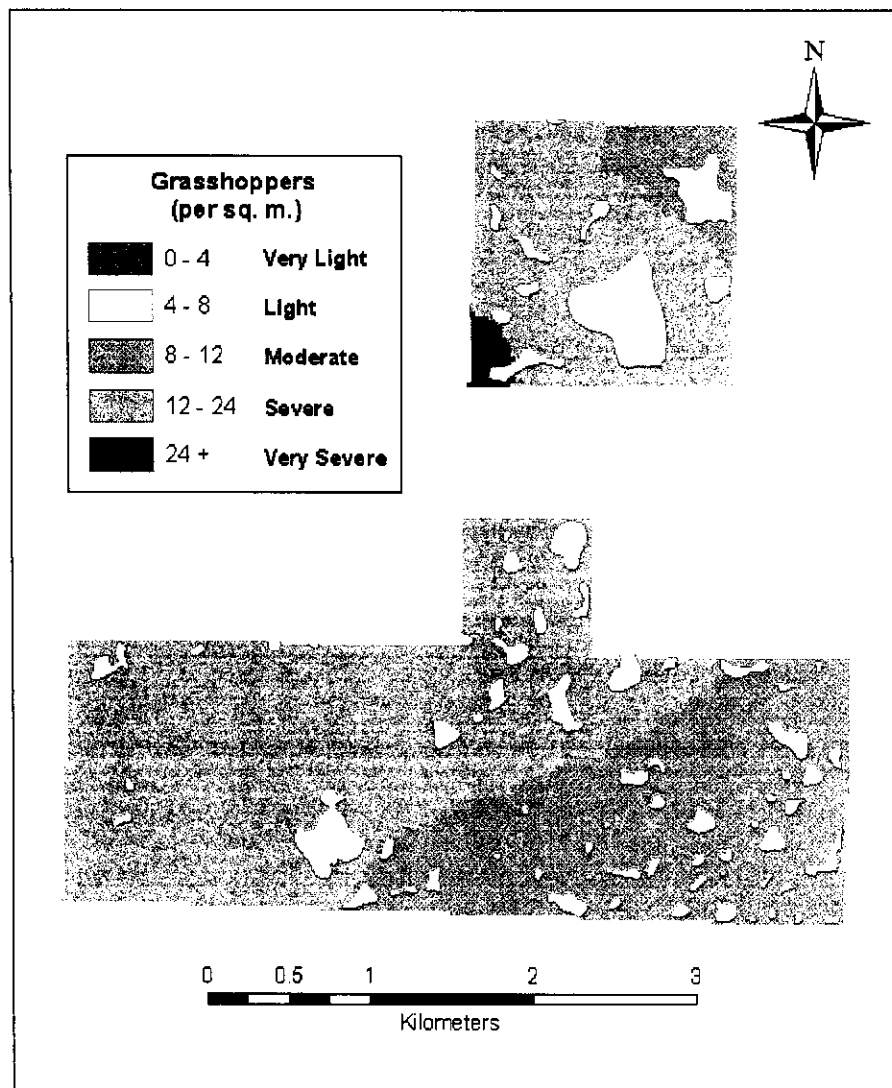 N
Grasshoppers
(per sq. m.)
0 - 4 Very Light
4 - 8 Light
8 - 12 Moderate
12 - 24 Severe
24 + Very Severe
0 0.5 1 2 3
Kilometers